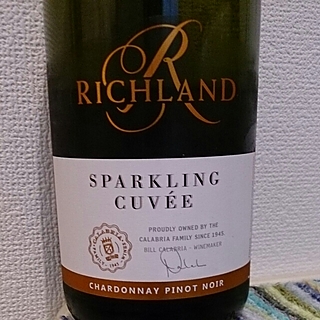 R
RICHLAND
SPARKLING
CUVÉE
PROUDLY OWNED BY THE
CALABRIA FAMILY SINCE 1945
BILL CALABRIA - WINEMAKER
CHARDONNAY PINOT NOIR